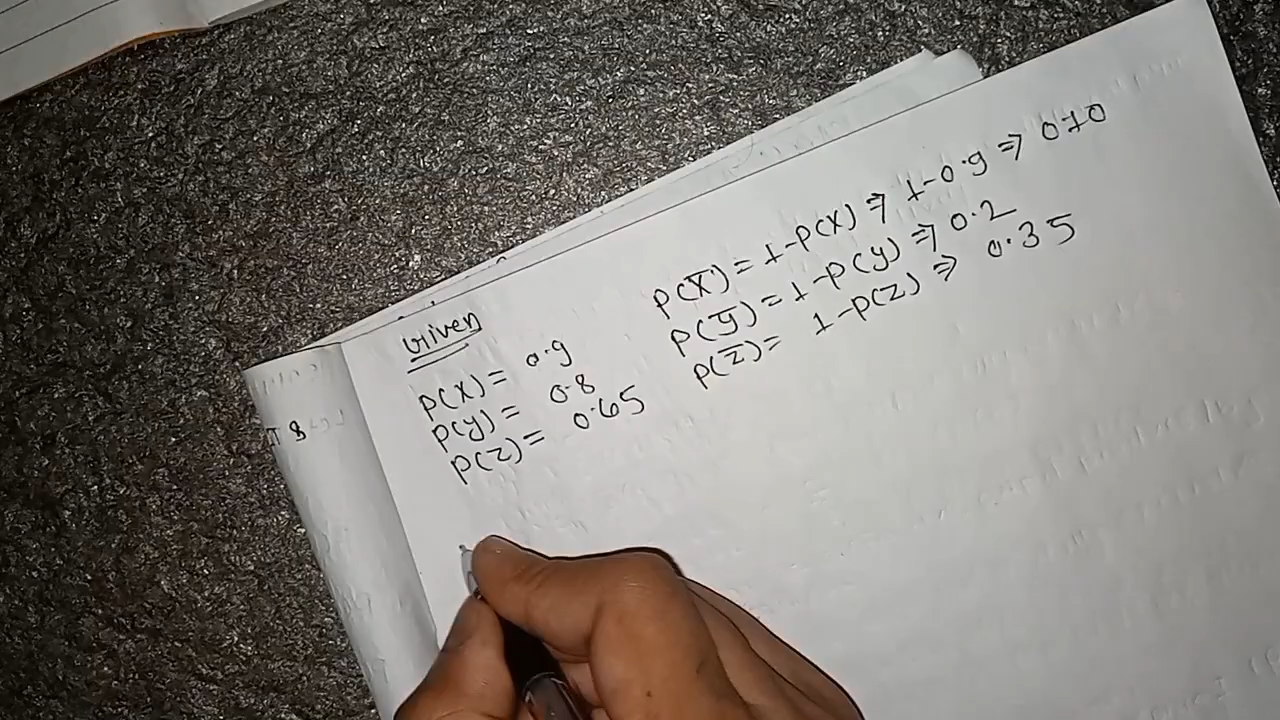 Given
P(X) = 0.9
P(y) = 0.8
P(Z) = 0.65
P(X̅) = 1-P(X) ⇒ 1-0.9 ⇒ 0.10
P(y̅) = 1-P(y) ⇒ 0.2
P(Z̅) = 1-P(Z) ⇒ 0.35